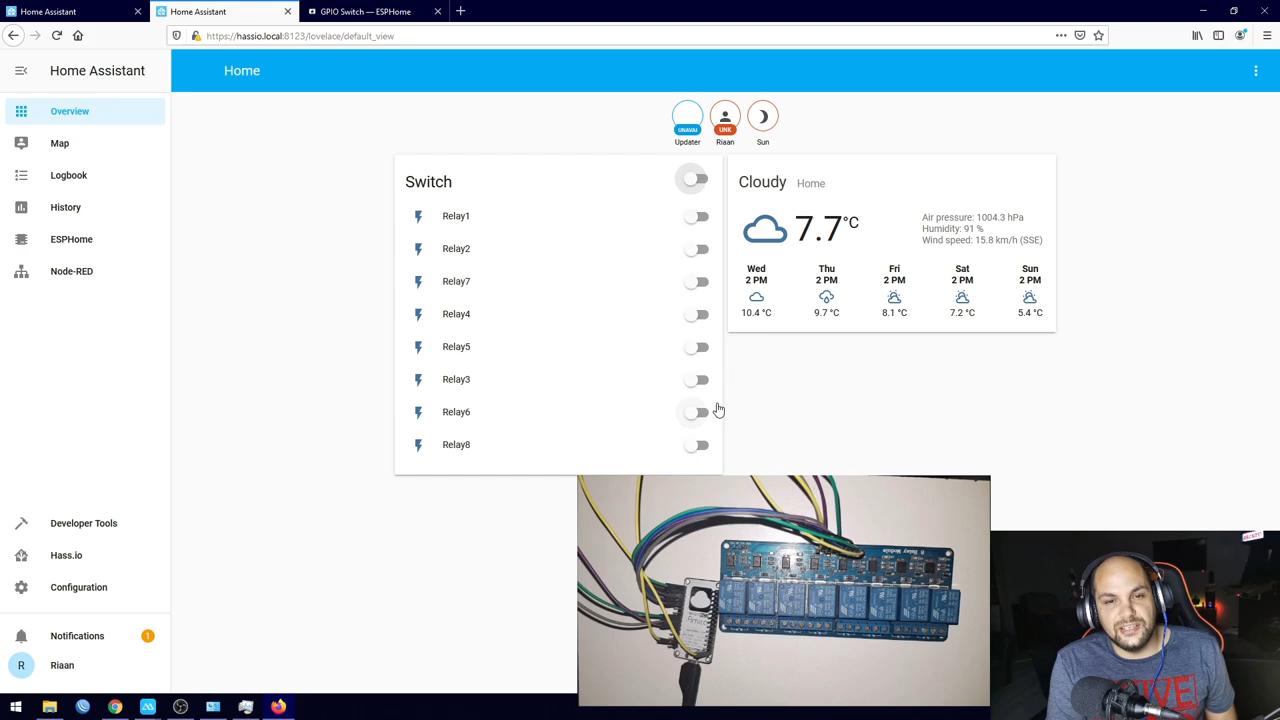 Home Assistant
Home Assistant
GPIO Switch — ESPHome
https://hassio.local:8123/lovelace/default_view
Home Assistant
Home
Overview
Map
Logbook
History
ESPHome
Node-RED
Developer Tools
Hass.io
Configuration
Notifications
1
R
Riaan
UNAVAI
Updater
UNK
Riaan
Sun
Switch
Relay1
Relay2
Relay7
Relay4
Relay5
Relay3
Relay6
Relay8
Cloudy Home
7.7°C
Air pressure: 1004.3 hPa
Humidity: 91 %
Wind speed: 15.8 km/h (SSE)
Wed Thu Fri Sat Sun
2 PM 2 PM 2 PM 2 PM 2 PM
10.4 °C 9.7 °C 8.1 °C 7.2 °C 5.4 °C
8 Relay Module